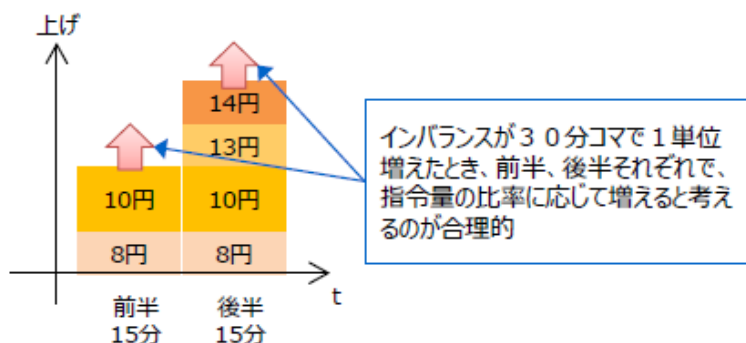 上げ
14円
13円
10円
10円
8円
8円
t
前半
15分
後半
15分
インバランスが３０分コマで１単位
増えたとき、前半、後半それぞれで、
指令量の比率に応じて増えると考え
るのが合理的